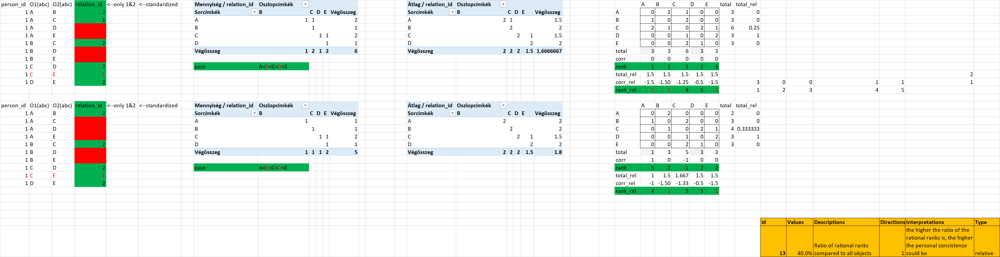 person_id O1(abc) O2(abc) relation_id <--only 1&2 <--standardized Mennyiség / relation_id Oszlopcímkék Átlag / relation_id Oszlopcímkék A B C D E total total_rel
1 A B 2 Sorcímkék B C D E Végösszeg Sorcímkék B C D E Végösszeg A 0 2 1 0 0 3 0
1 A C 1 A 1 1 2 A 2 1 1.5 B 1 0 2 0 0 3 0
1 A D B 1 1 B 2 2 C 2 1 0 2 1 6 0.25
1 A E C 1 1 2 C 2 1 1.5 D 0 0 1 0 2 3 1
1 B C 2 D 1 1 D 2 2 E 0 0 2 1 0 3 0
1 B D Végösszeg 1 2 1 2 6 Végösszeg 2 2 2 1.5 1.6666667 total 3 3 6 3 3
1 B E corr 0 0 0 0 0
1 C D 2 case A<B<C<D<E rank 1 1 1 1 1
1 C E 1 total_rel 1.5 1.5 1.5 1.5 1.5 2
1 D E 2 corr_rel -1.5 -1.50 -1.25 -0.5 -1.5 3 0 0 1 1 1
rank_rel 1 1 4 5 1 1 2 3 4 5
person_id O1(abc) O2(abc) relation_id <--only 1&2 <--standardized Mennyiség / relation_id Oszlopcímkék Átlag / relation_id Oszlopcímkék A B C D E total total_rel
1 A B 2 Sorcímkék B C D E Végösszeg Sorcímkék B C D E Végösszeg A 0 2 0 0 0 2 0
1 A C A 1 1 A 2 2 B 1 0 2 0 0 3 0
1 A D B 1 1 B 2 2 C 0 1 0 2 1 4 0.333333
1 A E C 1 1 2 C 2 1 1.5 D 0 0 1 0 2 3 1
1 B C 2 D 1 1 D 2 2 E 0 0 2 1 0 3 0
1 B D Végösszeg 1 1 1 2 5 Végösszeg 2 2 2 1.5 1.8 total 1 3 5 3 3
1 B E corr 1 0 -1 0 0
1 C D 2 case A<B<C<D<E rank 5 2 1 2 2
1 C E 1 total_rel 1 1.5 1.667 1.5 1.5
1 D E 2 corr_rel -1 -1.50 -1.33 -0.5 -1.5
rank_rel 4 1 3 5 1
id Values Descriptions Directions Interpretations Type
the higher the ratio of the
rational ranks is, the higher
Ratio of rational ranks the personal consistence
13 40.0% compared to all objects 1 could be relative